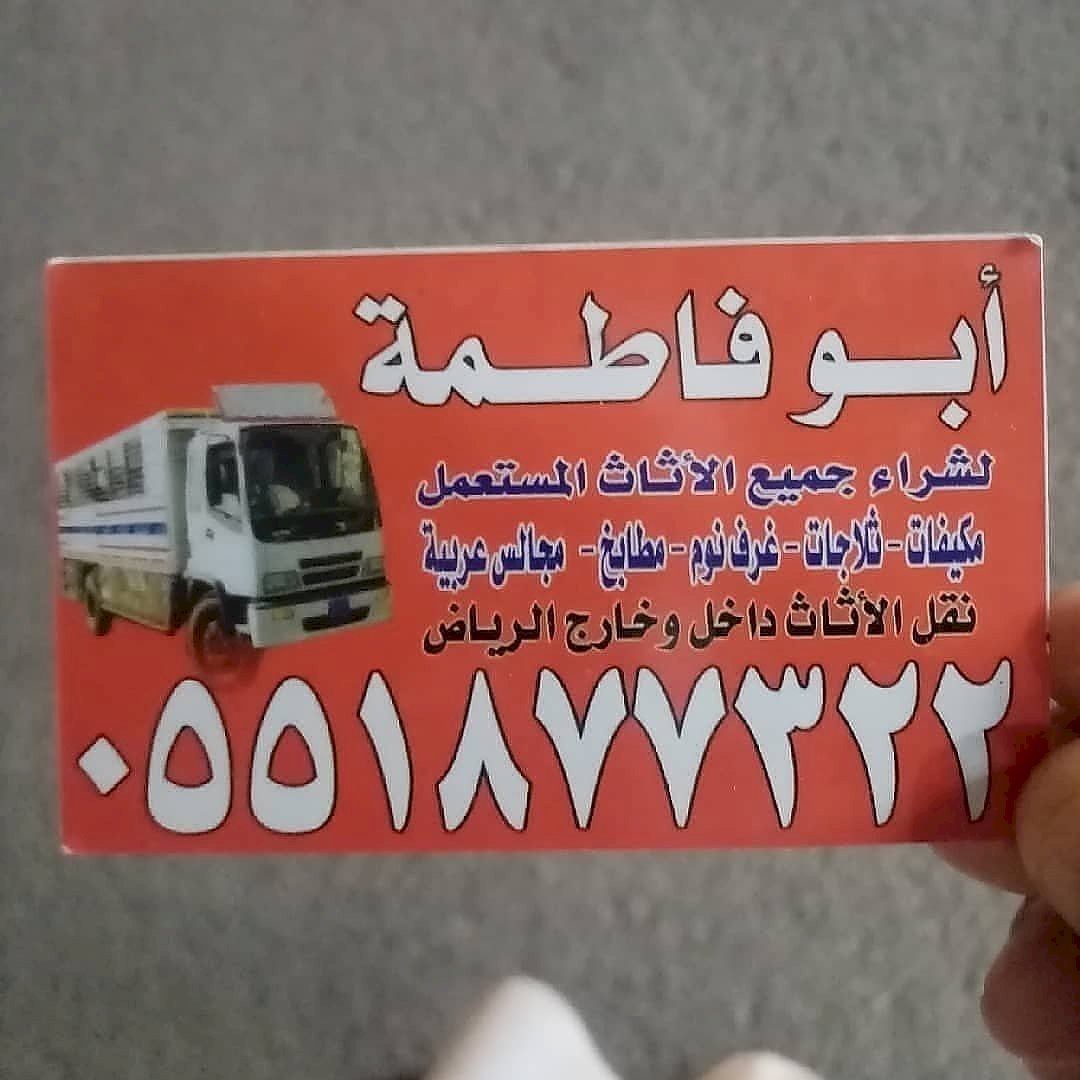 أبو فاطمة
لشراء جميع الأثاث المستعمل
مكيفات - ثلاجات - غرف نوم - مطابخ - مجالس عربية
نقل الأثاث داخل وخارج الرياض
٠٥٥١٨٧٧٣٢٢